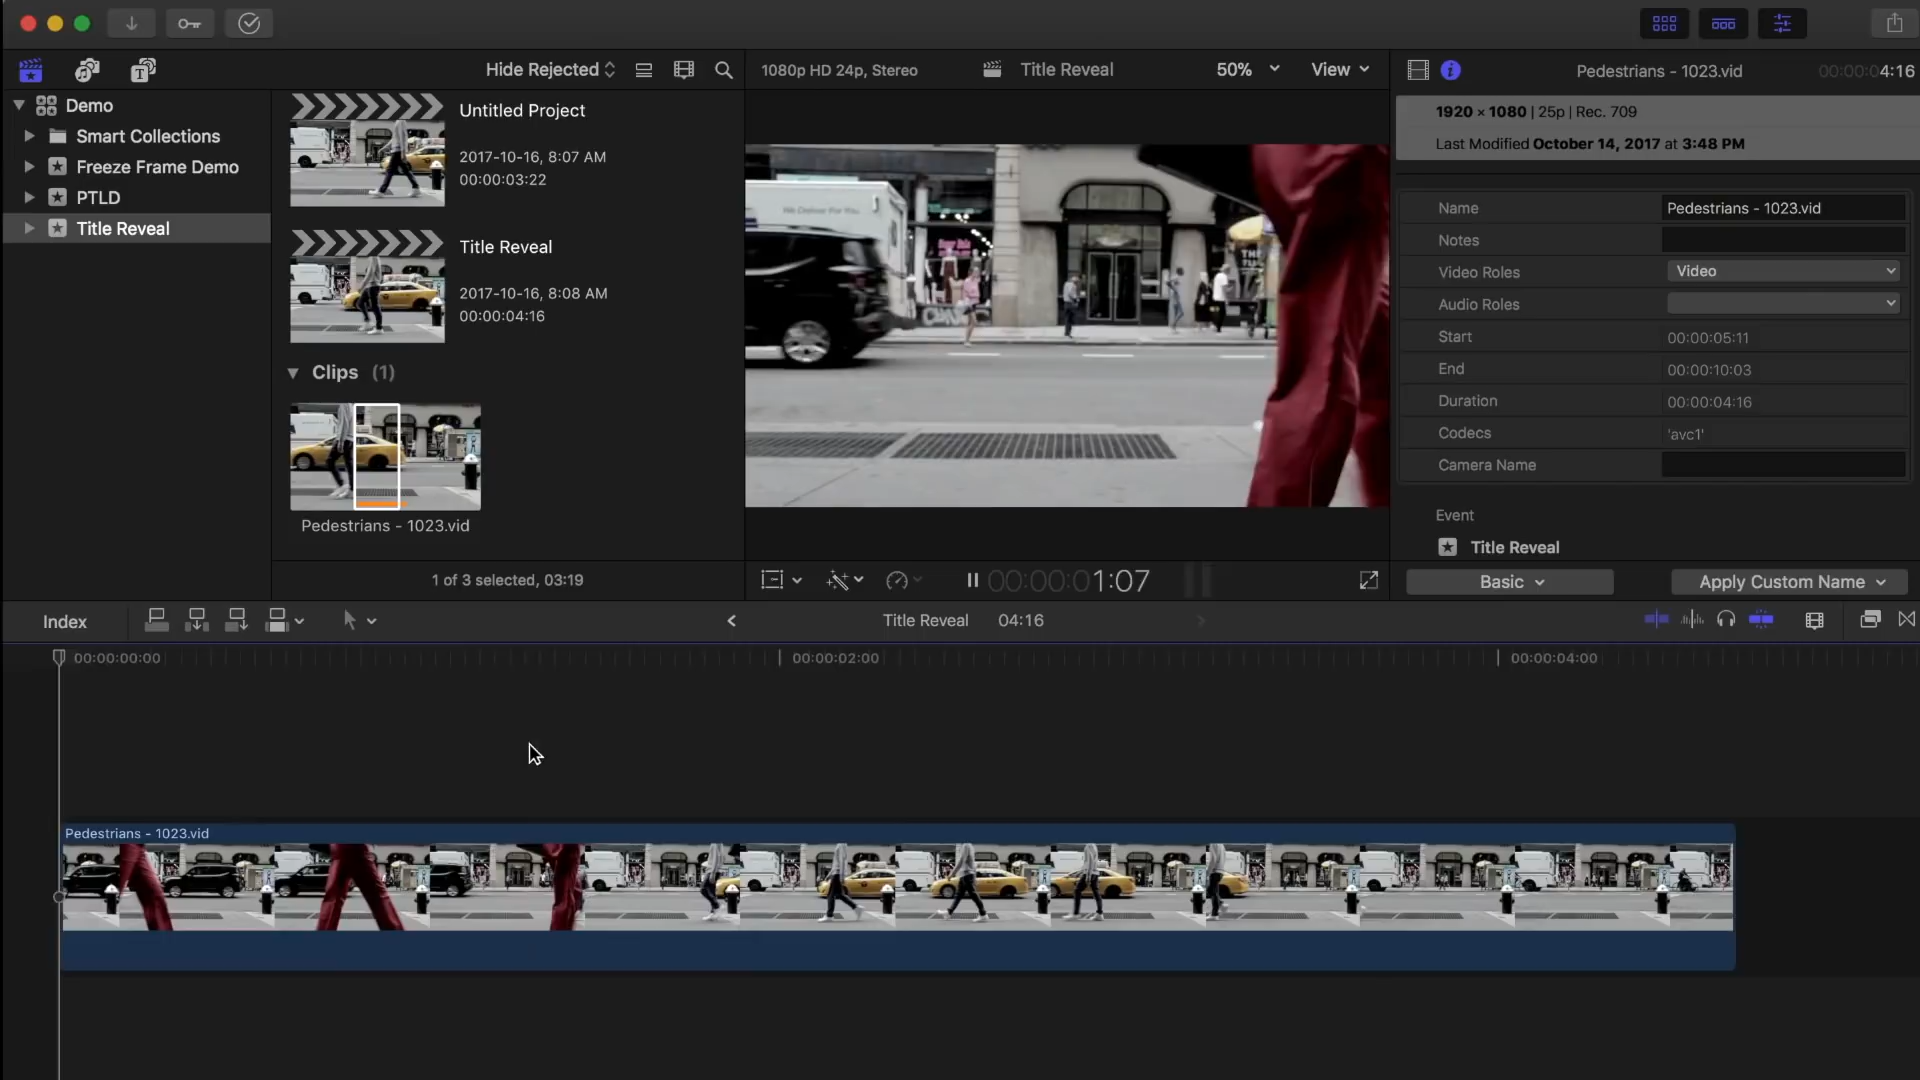 Hide Rejected
1080p HD 24p, Stereo
Title Reveal
50%
View
Pedestrians - 1023.vid
00:00:04:16
Demo
Smart Collections
Freeze Frame Demo
PTLD
Title Reveal
Untitled Project
2017-10-16, 8:07 AM
00:00:03:22
Title Reveal
2017-10-16, 8:08 AM
00:00:04:16
Clips (1)
Pedestrians - 1023.vid
1 of 3 selected, 03:19
We Deliver For You
00:00:01:07
1920 × 1080 | 25p | Rec. 709
Last Modified October 14, 2017 at 3:48 PM
Name
Pedestrians - 1023.vid
Notes
Video Roles
Video
Audio Roles
Start
00:00:05:11
End
00:00:10:03
Duration
00:00:04:16
Codecs
'avc1'
Camera Name
Event
Title Reveal
Basic
Apply Custom Name
Index
Title Reveal
04:16
00:00:00:00
00:00:02:00
00:00:04:00
Pedestrians - 1023.vid